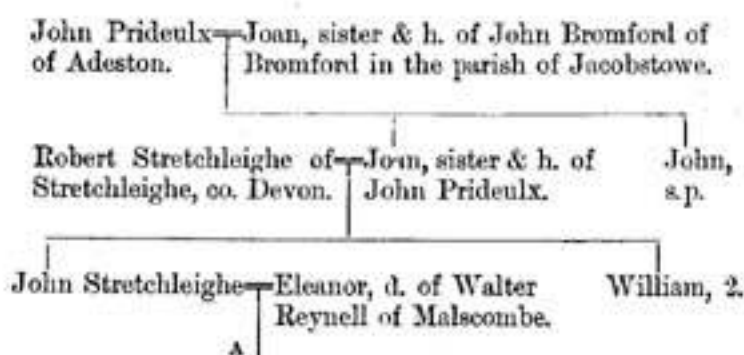 John Prideulx Joan, sister & h. of John Bromford of
of Adeston. Bromford in the parish of Jacobstowe.
Robert Stretchleighe of Joan, sister & h. of John,
Stretchleighe, co. Devon. John Prideulx. s.p.
John Stretchleighe Eleanor, d. of Walter William, 2.
Reynell of Malscombe.
A